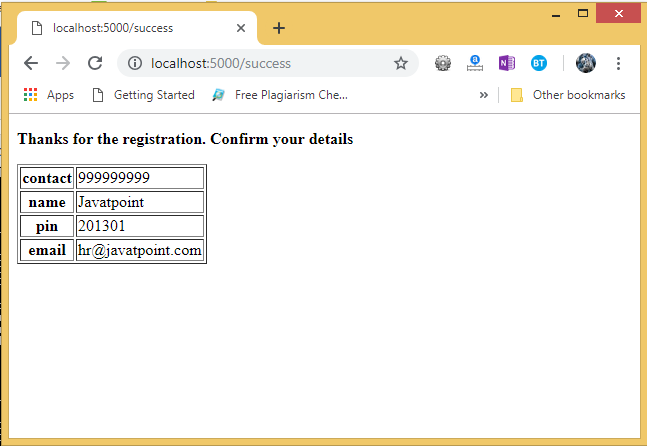 localhost:5000/success
localhost:5000/success
a
N
BT
Apps Getting Started Free Plagiarism Che... » Other bookmarks
Thanks for the registration. Confirm your details
contact 999999999
name Javatpoint
pin 201301
email hr@javatpoint.com